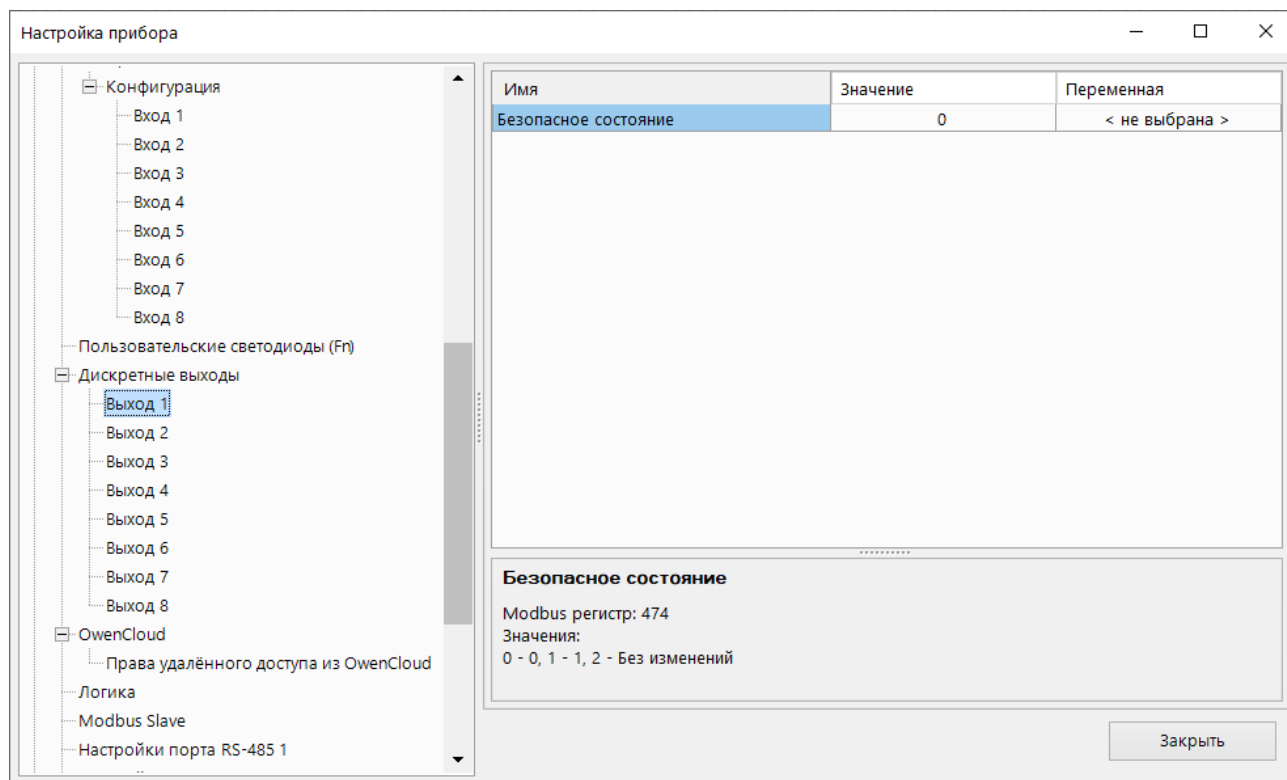 Настройка прибора
Конфигурация
Вход 1
Вход 2
Вход 3
Вход 4
Вход 5
Вход 6
Вход 7
Вход 8
Пользовательские светодиоды (Fn)
Дискретные выходы
Выход 1
Выход 2
Выход 3
Выход 4
Выход 5
Выход 6
Выход 7
Выход 8
OwenCloud
Права удалённого доступа из OwenCloud
Логика
Modbus Slave
Настройки порта RS-485 1
Имя Значение Переменная
Безопасное состояние 0 < не выбрана >
Безопасное состояние
Modbus регистр: 474
Значения:
0 - 0, 1 - 1, 2 - Без изменений
Закрыть